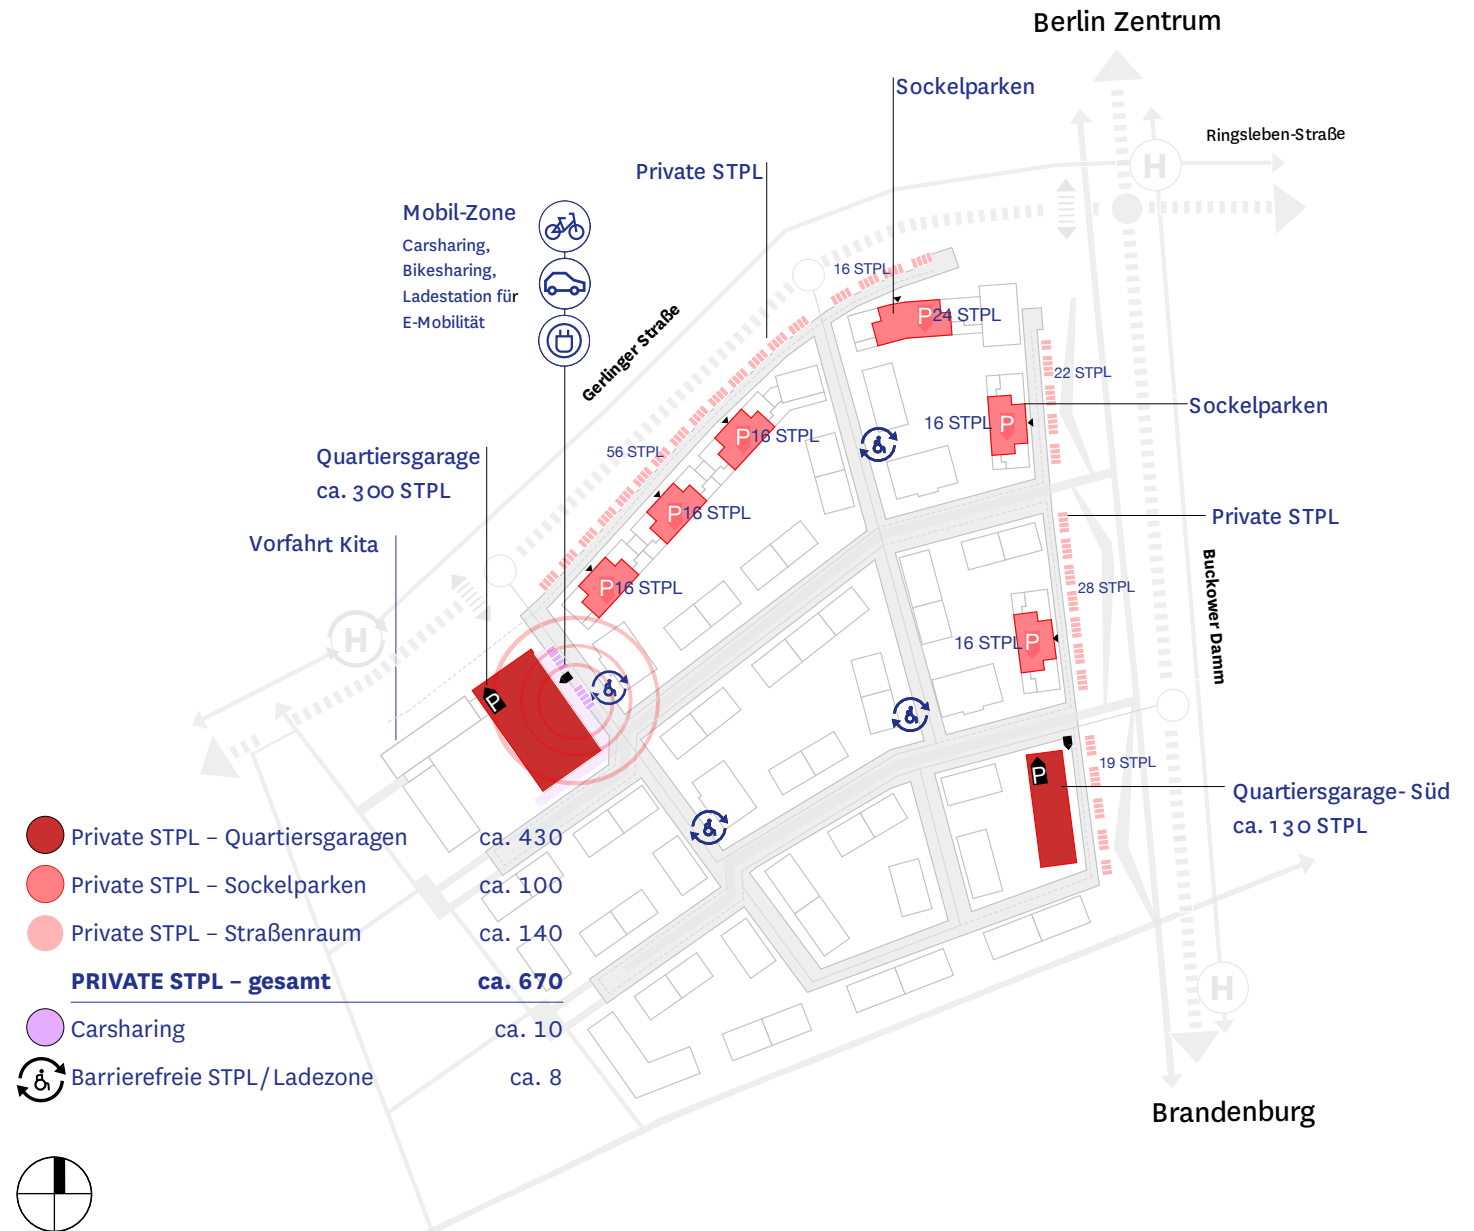 Berlin Zentrum
Sockelparken
Ringsleben-Straße
H
Private STPL
Mobil-Zone
Carsharing,
Bikesharing,
Ladestation für
E-Mobilität
Gerlinger Straße
16 STPL
P 24 STPL
22 STPL
Sockelparken
16 STPL P
P 16 STPL
56 STPL
Quartiersgarage
ca. 300 STPL
P 16 STPL
Private STPL
Vorfahrt Kita
Buckower Damm
P 16 STPL
28 STPL
H
16 STPL P
P
19 STPL
P
Quartiersgarage- Süd
ca. 130 STPL
Private STPL – Quartiersgaragen ca. 430
Private STPL – Sockelparken ca. 100
Private STPL – Straßenraum ca. 140
PRIVATE STPL – gesamt ca. 670
H
Carsharing ca. 10
Barrierefreie STPL/Ladezone ca. 8
Brandenburg